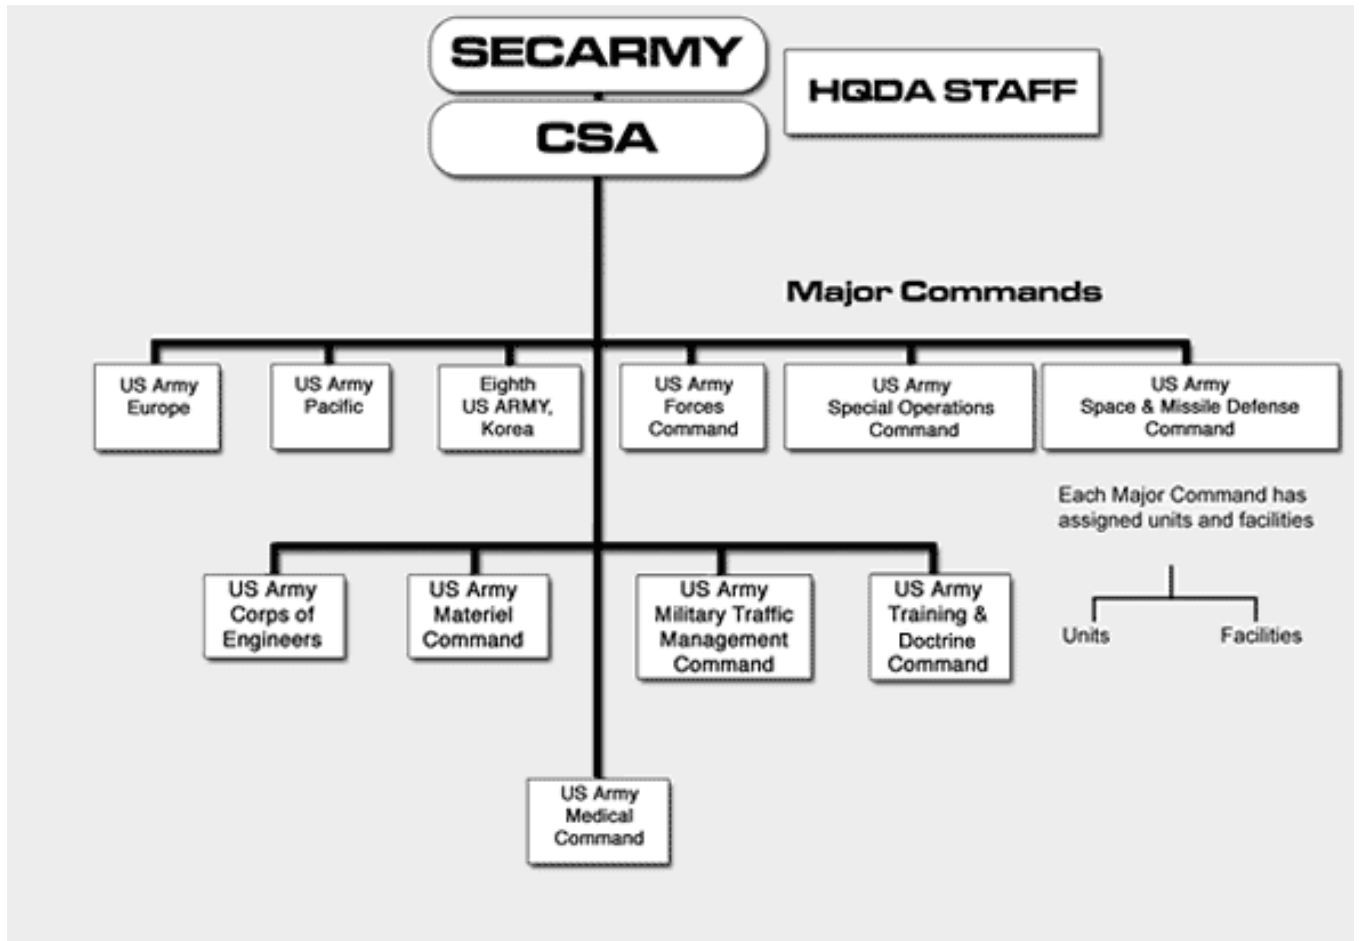 SECARMY
HQDA STAFF
CSA
Major Commands
US Army
Europe
US Army
Pacific
Eighth
US ARMY,
Korea
US Army
Forces
Command
US Army
Special Operations
Command
US Army
Space & Missile Defense
Command
Each Major Command has
assigned units and facilities
Units
Facilities
US Army
Corps of
Engineers
US Army
Materiel
Command
US Army
Military Traffic
Management
Command
US Army
Training &
Doctrine
Command
US Army
Medical
Command